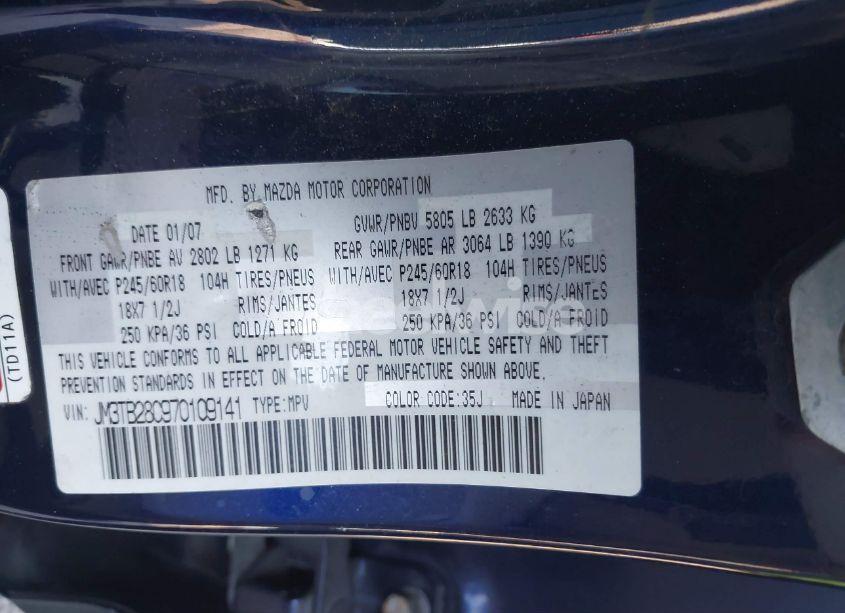 MFD. BY MAZDA MOTOR CORPORATION
DATE 01/07 GVWR/PNBV 5805 LB 2633 KG
FRONT GAWR/PNBE AV 2802 LB 1271 KG REAR GAWR/PNBE AR 3064 LB 1390 KG
WITH/AVEC P245/60R18 104H TIRES/PNEUS WITH/AVEC P245/60R18 104H TIRES/PNEUS
18X7 1/2J RIMS/JANTES 18X7 1/2J RIMS/JANTES
250 KPA/36 PSI COLD/A FROID 250 KPA/36 PSI COLD/A FROID
THIS VEHICLE CONFORMS TO ALL APPLICABLE FEDERAL MOTOR VEHICLE SAFETY AND THEFT
PREVENTION STANDARDS IN EFFECT ON THE DATE OF MANUFACTURE SHOWN ABOVE.
VIN: JM3TB28C970109141 TYPE:MPV COLOR CODE:35J MADE IN JAPAN
(TD11A)